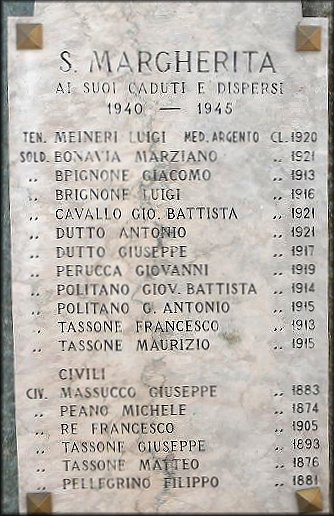 S. MARGHERITA
AI SUOI CADUTI E DISPERSI
1940 — 1945
TEN. MEINERI LUIGI MED. ARGENTO CL. 1920
SOLD. BONAVIA MARZIANO „ 1921
„ BPIGNONE GIACOMO „ 1913
„ BRIGNONE LUIGI „ 1916
„ CAVALLO GIO. BATTISTA „ 1921
„ DUTTO ANTONIO „ 1921
„ DUTTO GIUSEPPE „ 1917
„ PERUCCA GIOVANNI „ 1919
„ POLITANO GIOV. BATTISTA „ 1914
„ POLITANO G. ANTONIO „ 1915
„ TASSONE FRANCESCO „ 1913
„ TASSONE MAURIZIO „ 1915
CIVILI
CIV. MASSUCCO GIUSEPPE „ 1883
„ PEANO MICHELE „ 1874
„ RE FRANCESCO „ 1905
„ TASSONE GIUSEPPE „ 1893
„ TASSONE MATTEO „ 1876
„ PELLEGRINO FILIPPO „ 1881